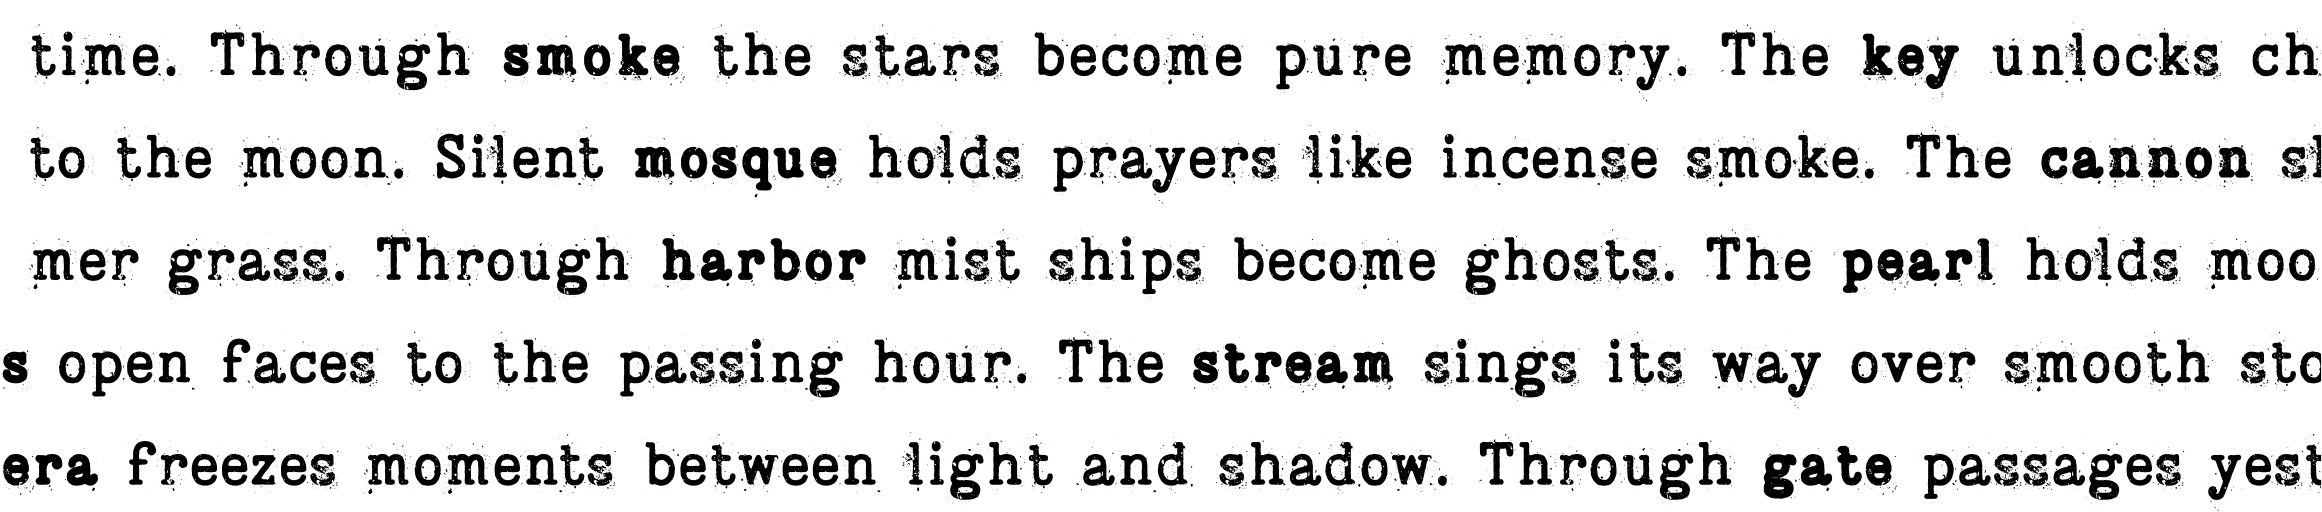 time. Through smoke the stars become pure memory. The key unlocks ch
to the moon. Silent mosque holds prayers like incense smoke. The cannon sl
mer grass. Through harbor mist ships become ghosts. The pearl holds moo
s open faces to the passing hour. The stream sings its way over smooth sto
era freezes moments between light and shadow. Through gate passages yest